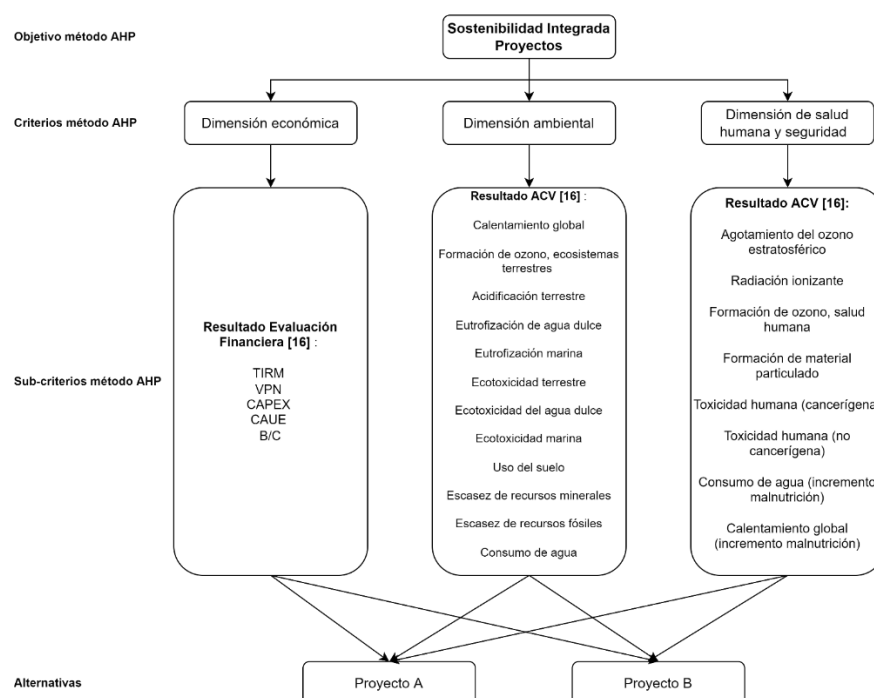 Objetivo método AHP
Sostenibilidad Integrada
Proyectos
Criterios método AHP
Dimensión económica
Dimensión ambiental
Dimensión de salud
humana y seguridad
Sub-criterios método AHP
Resultado Evaluación
Financiera [16] :
TIRM
VPN
CAPEX
CAUE
B/C
Resultado ACV [16] :
Calentamiento global
Formación de ozono, ecosistemas
terrestres
Acidificación terrestre
Eutrofización de agua dulce
Eutrofización marina
Ecotoxicidad terrestre
Ecotoxicidad del agua dulce
Ecotoxicidad marina
Uso del suelo
Escasez de recursos minerales
Escasez de recursos fósiles
Consumo de agua
Resultado ACV [16]:
Agotamiento del ozono
estratosférico
Radiación ionizante
Formación de ozono, salud
humana
Formación de material
particulado
Toxicidad humana (cancerígena)
Toxicidad humana (no
cancerígena)
Consumo de agua (incremento
malnutrición)
Calentamiento global
(incremento malnutrición)
Alternativas
Proyecto A
Proyecto B